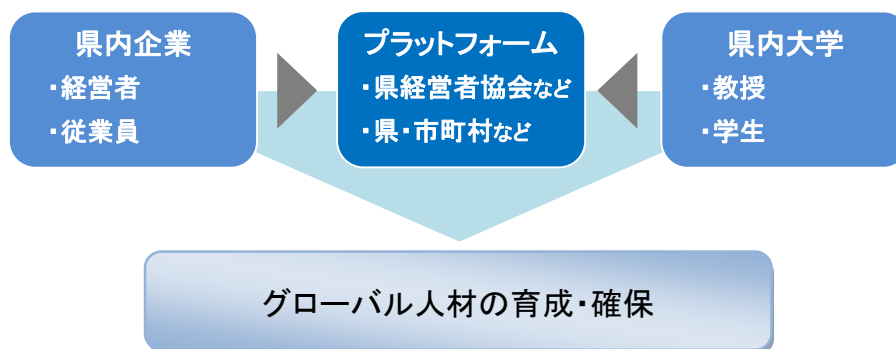 県内企業
・経営者
・従業員
プラットフォーム
・県経営者協会など
・県・市町村など
県内大学
・教授
・学生
グローバル人材の育成・確保